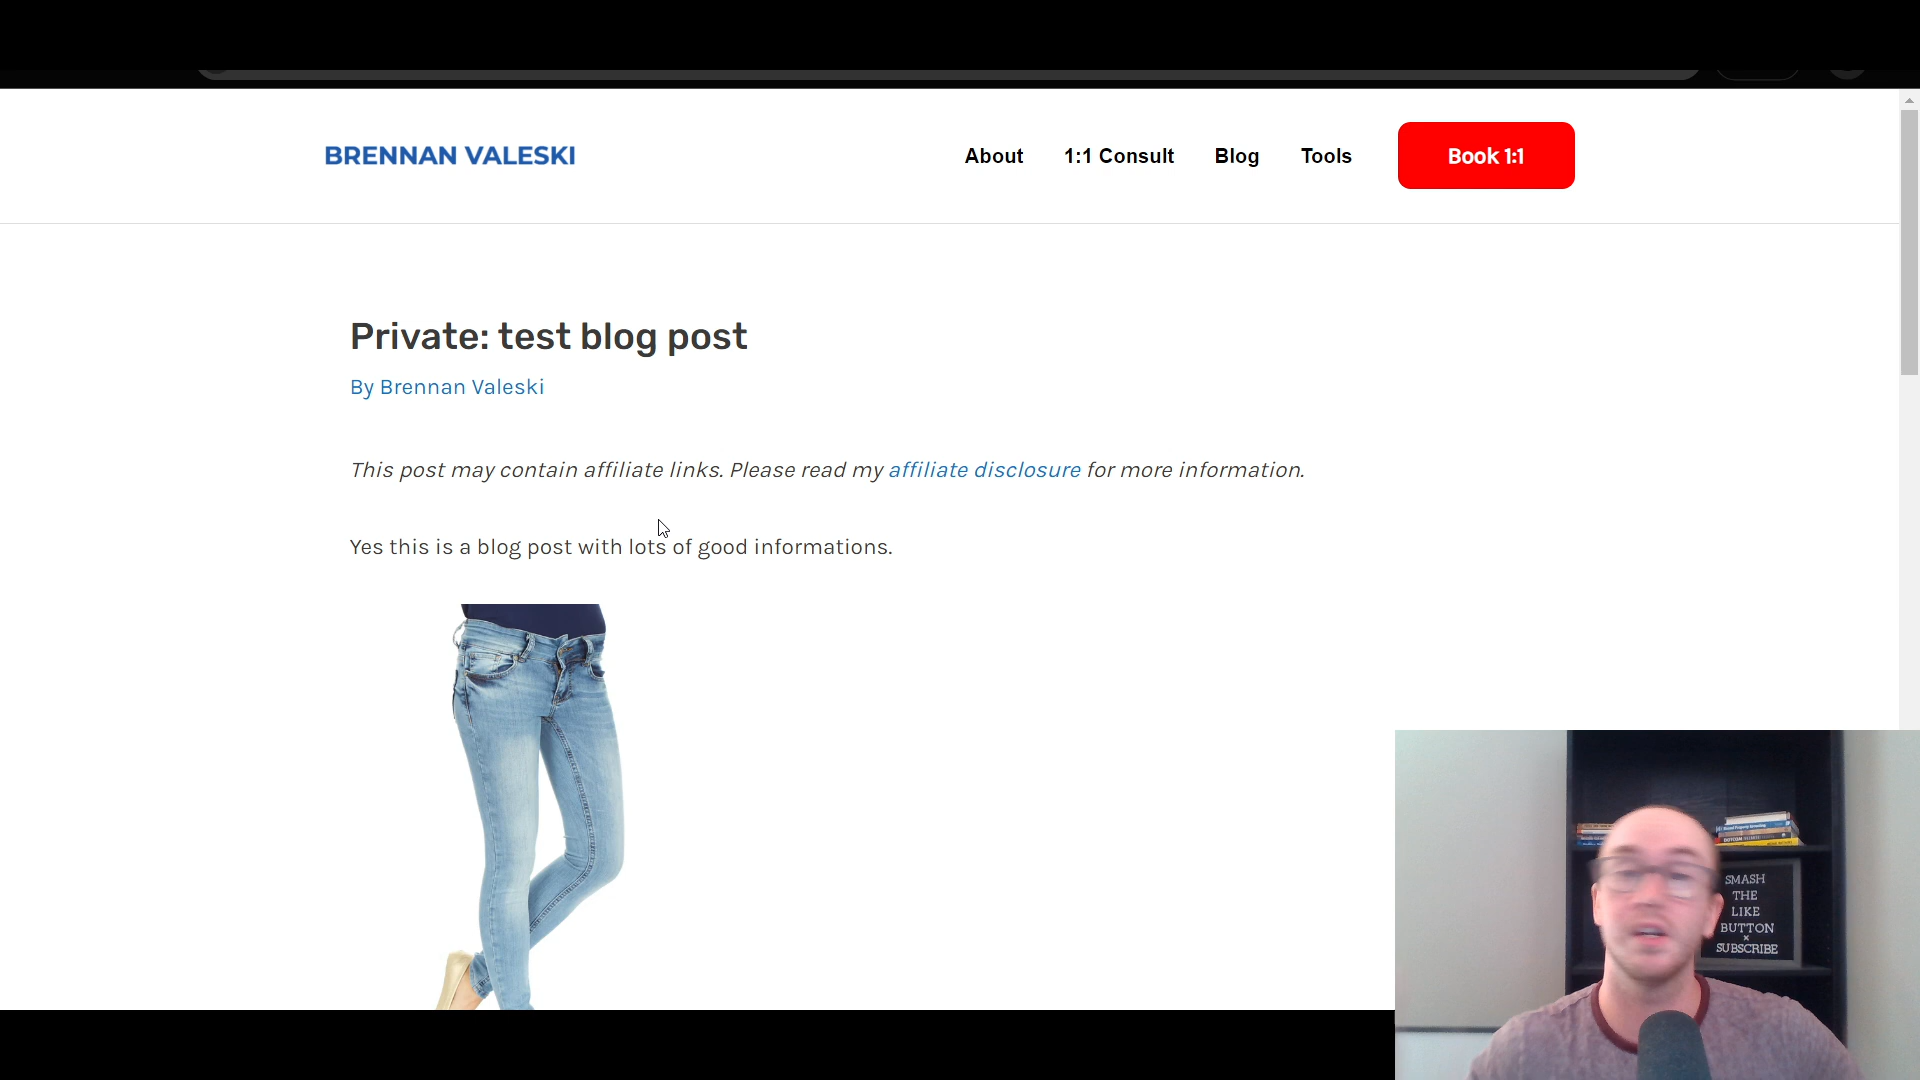 BRENNAN VALESKI
About 1:1 Consult Blog Tools Book 1:1
Private: test blog post
By Brennan Valeski
This post may contain affiliate links. Please read my affiliate disclosure for more information.
Yes this is a blog post with lots of good informations.
SMASH
THE
LIKE
BUTTON
×
SUBSCRIBE